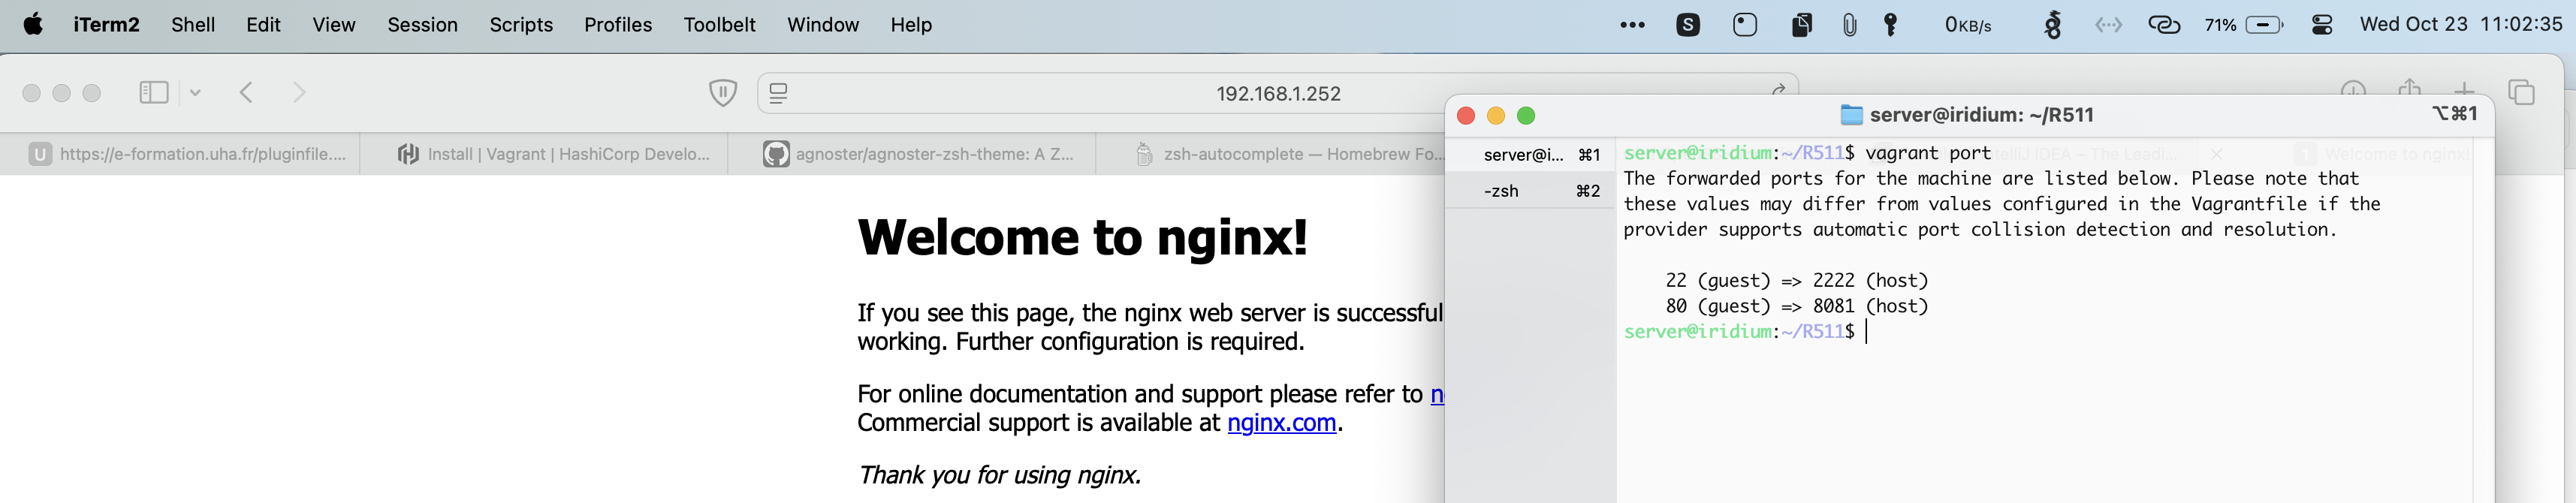 iTerm2 Shell Edit View Session Scripts Profiles Toolbelt Window Help
0 KB/s 71% Wed Oct 23 11:02:35
192.168.1.252
https://e-formation.uha.fr/pluginfile....
Install | Vagrant | HashiCorp Develo...
agnoster/agnoster-zsh-theme: A Z...
zsh-autocomplete — Homebrew Fo...
Welcome to nginx!
Welcome to nginx!
If you see this page, the nginx web server is successful
working. Further configuration is required.
For online documentation and support please refer to n
Commercial support is available at nginx.com.
Thank you for using nginx.
server@iridium: ~/R511 ⌥⌘1
server@i... ⌘1
-zsh ⌘2
server@iridium:~/R511$ vagrant port
The forwarded ports for the machine are listed below. Please note that
these values may differ from values configured in the Vagrantfile if the
provider supports automatic port collision detection and resolution.
22 (guest) => 2222 (host)
80 (guest) => 8081 (host)
server@iridium:~/R511$